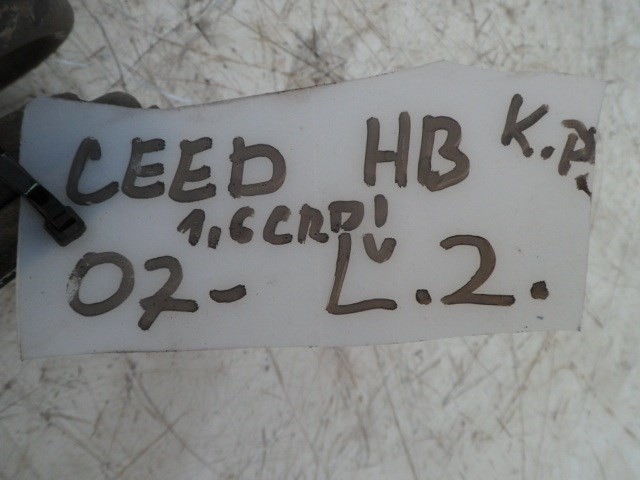 CEED HB K.P
1,6 CRDI
07- L.2.